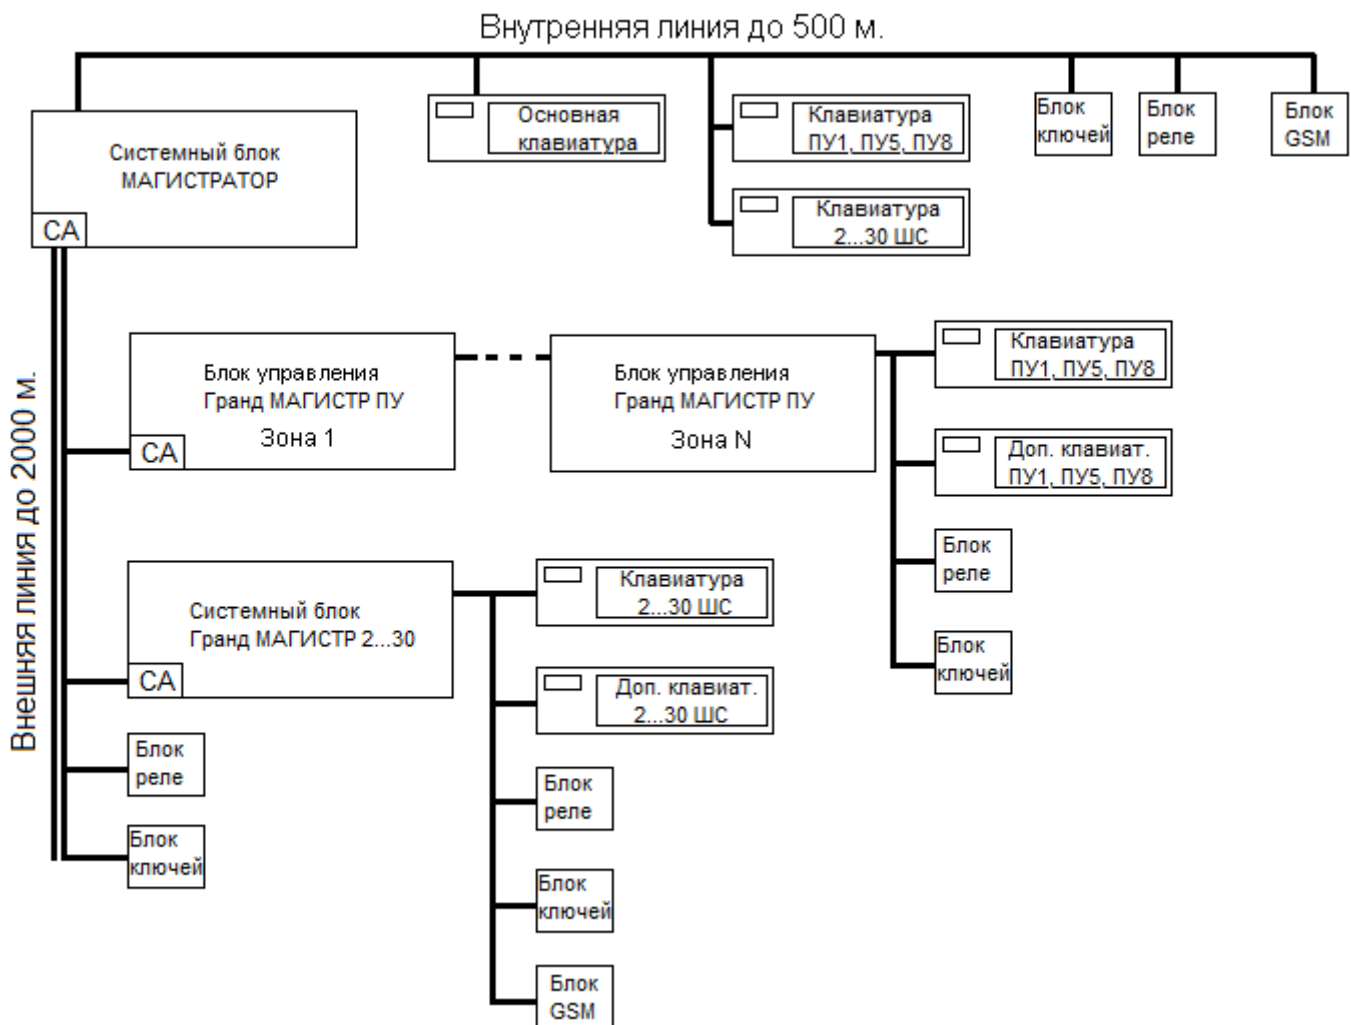 Внутренняя линия до 500 м.
Системный блок
МАГИСТРАТОР
СА
Основная
клавиатура
Клавиатура
ПУ1, ПУ5, ПУ8
Клавиатура
2...30 ШС
Блок
ключей
Блок
реле
Блок
GSM
Внешняя линия до 2000 м.
Блок управления
Гранд МАГИСТР ПУ
Зона 1
СА
Блок управления
Гранд МАГИСТР ПУ
Зона N
Клавиатура
ПУ1, ПУ5, ПУ8
Доп. клавиат.
ПУ1, ПУ5, ПУ8
Блок
реле
Блок
ключей
Системный блок
Гранд МАГИСТР 2...30
СА
Клавиатура
2...30 ШС
Доп. клавиат.
2...30 ШС
Блок
реле
Блок
ключей
Блок
GSM
Блок
реле
Блок
ключей